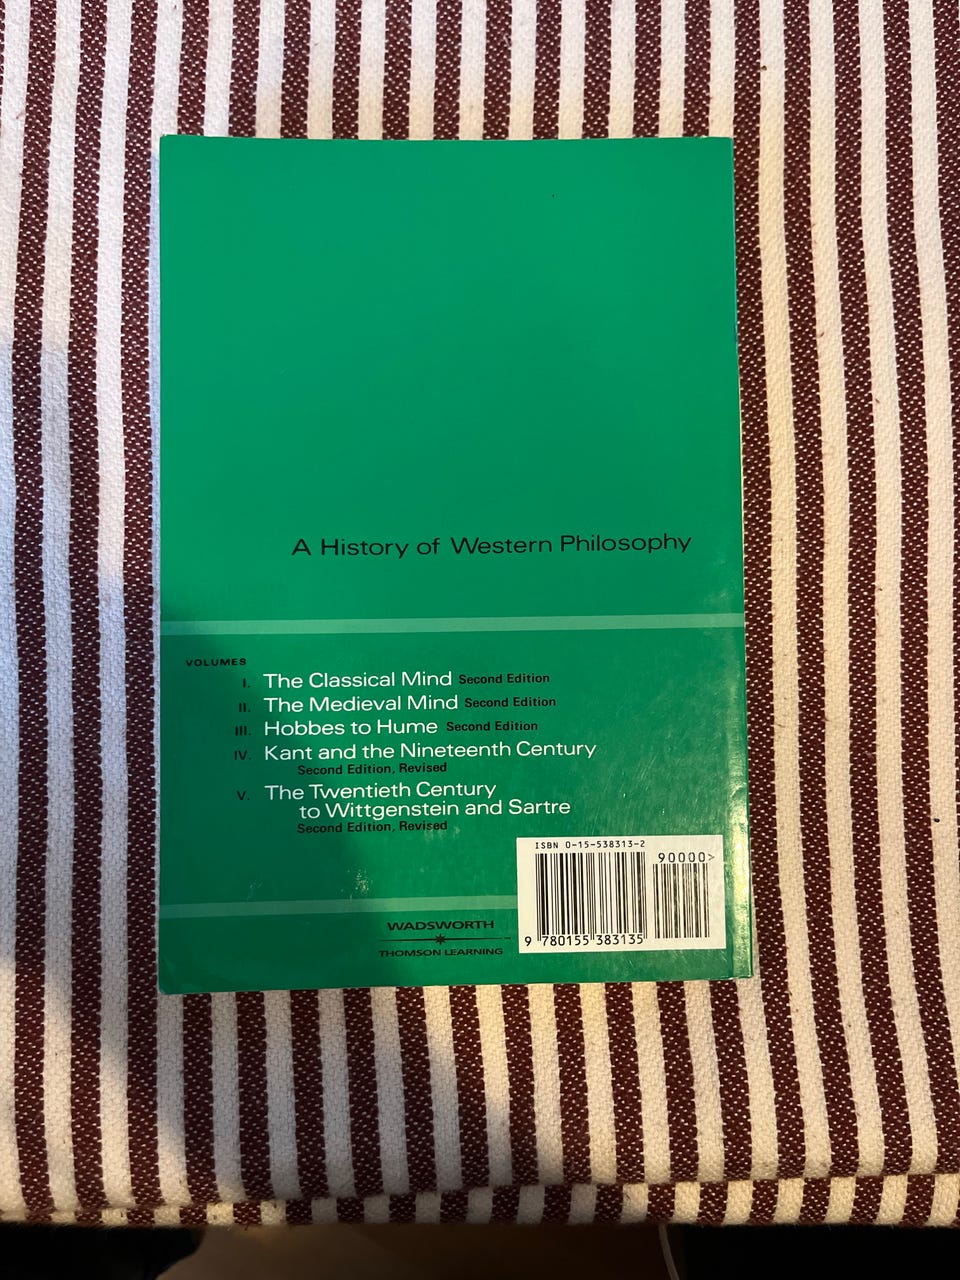 A History of Western Philosophy
VOLUMES
I. The Classical Mind Second Edition
II. The Medieval Mind Second Edition
III. Hobbes to Hume Second Edition
IV. Kant and the Nineteenth Century
Second Edition, Revised
V. The Twentieth Century
to Wittgenstein and Sartre
Second Edition, Revised
ISBN 0-15-538313-2
90000>
9 780155 383135
WADSWORTH
THOMSON LEARNING